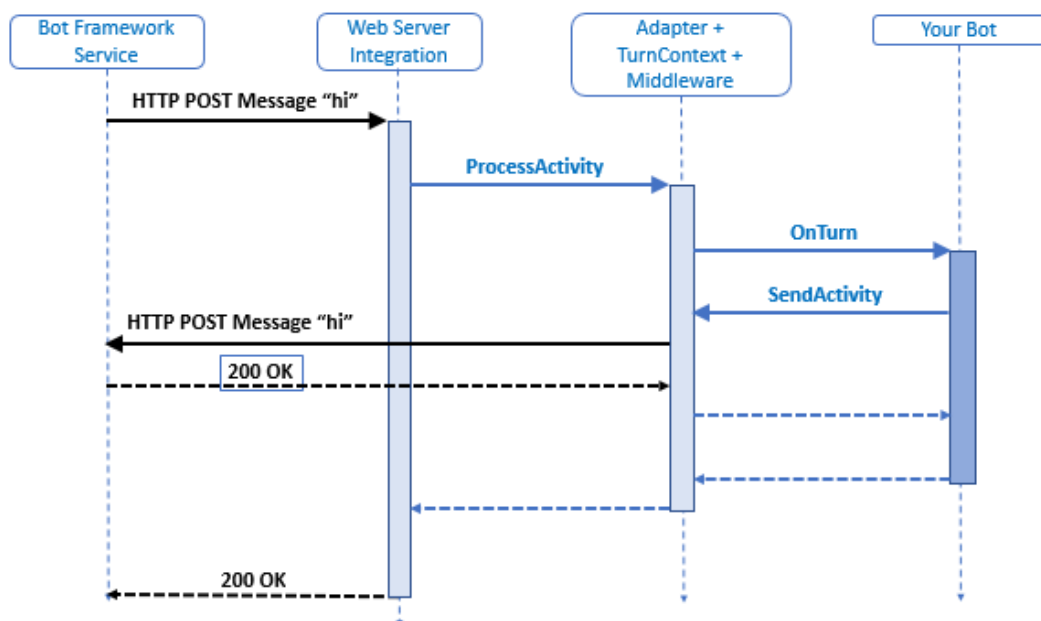 Bot Framework
Service
Web Server
Integration
Adapter +
TurnContext +
Middleware
Your Bot
HTTP POST Message “hi”
ProcessActivity
OnTurn
SendActivity
HTTP POST Message “hi”
200 OK
200 OK